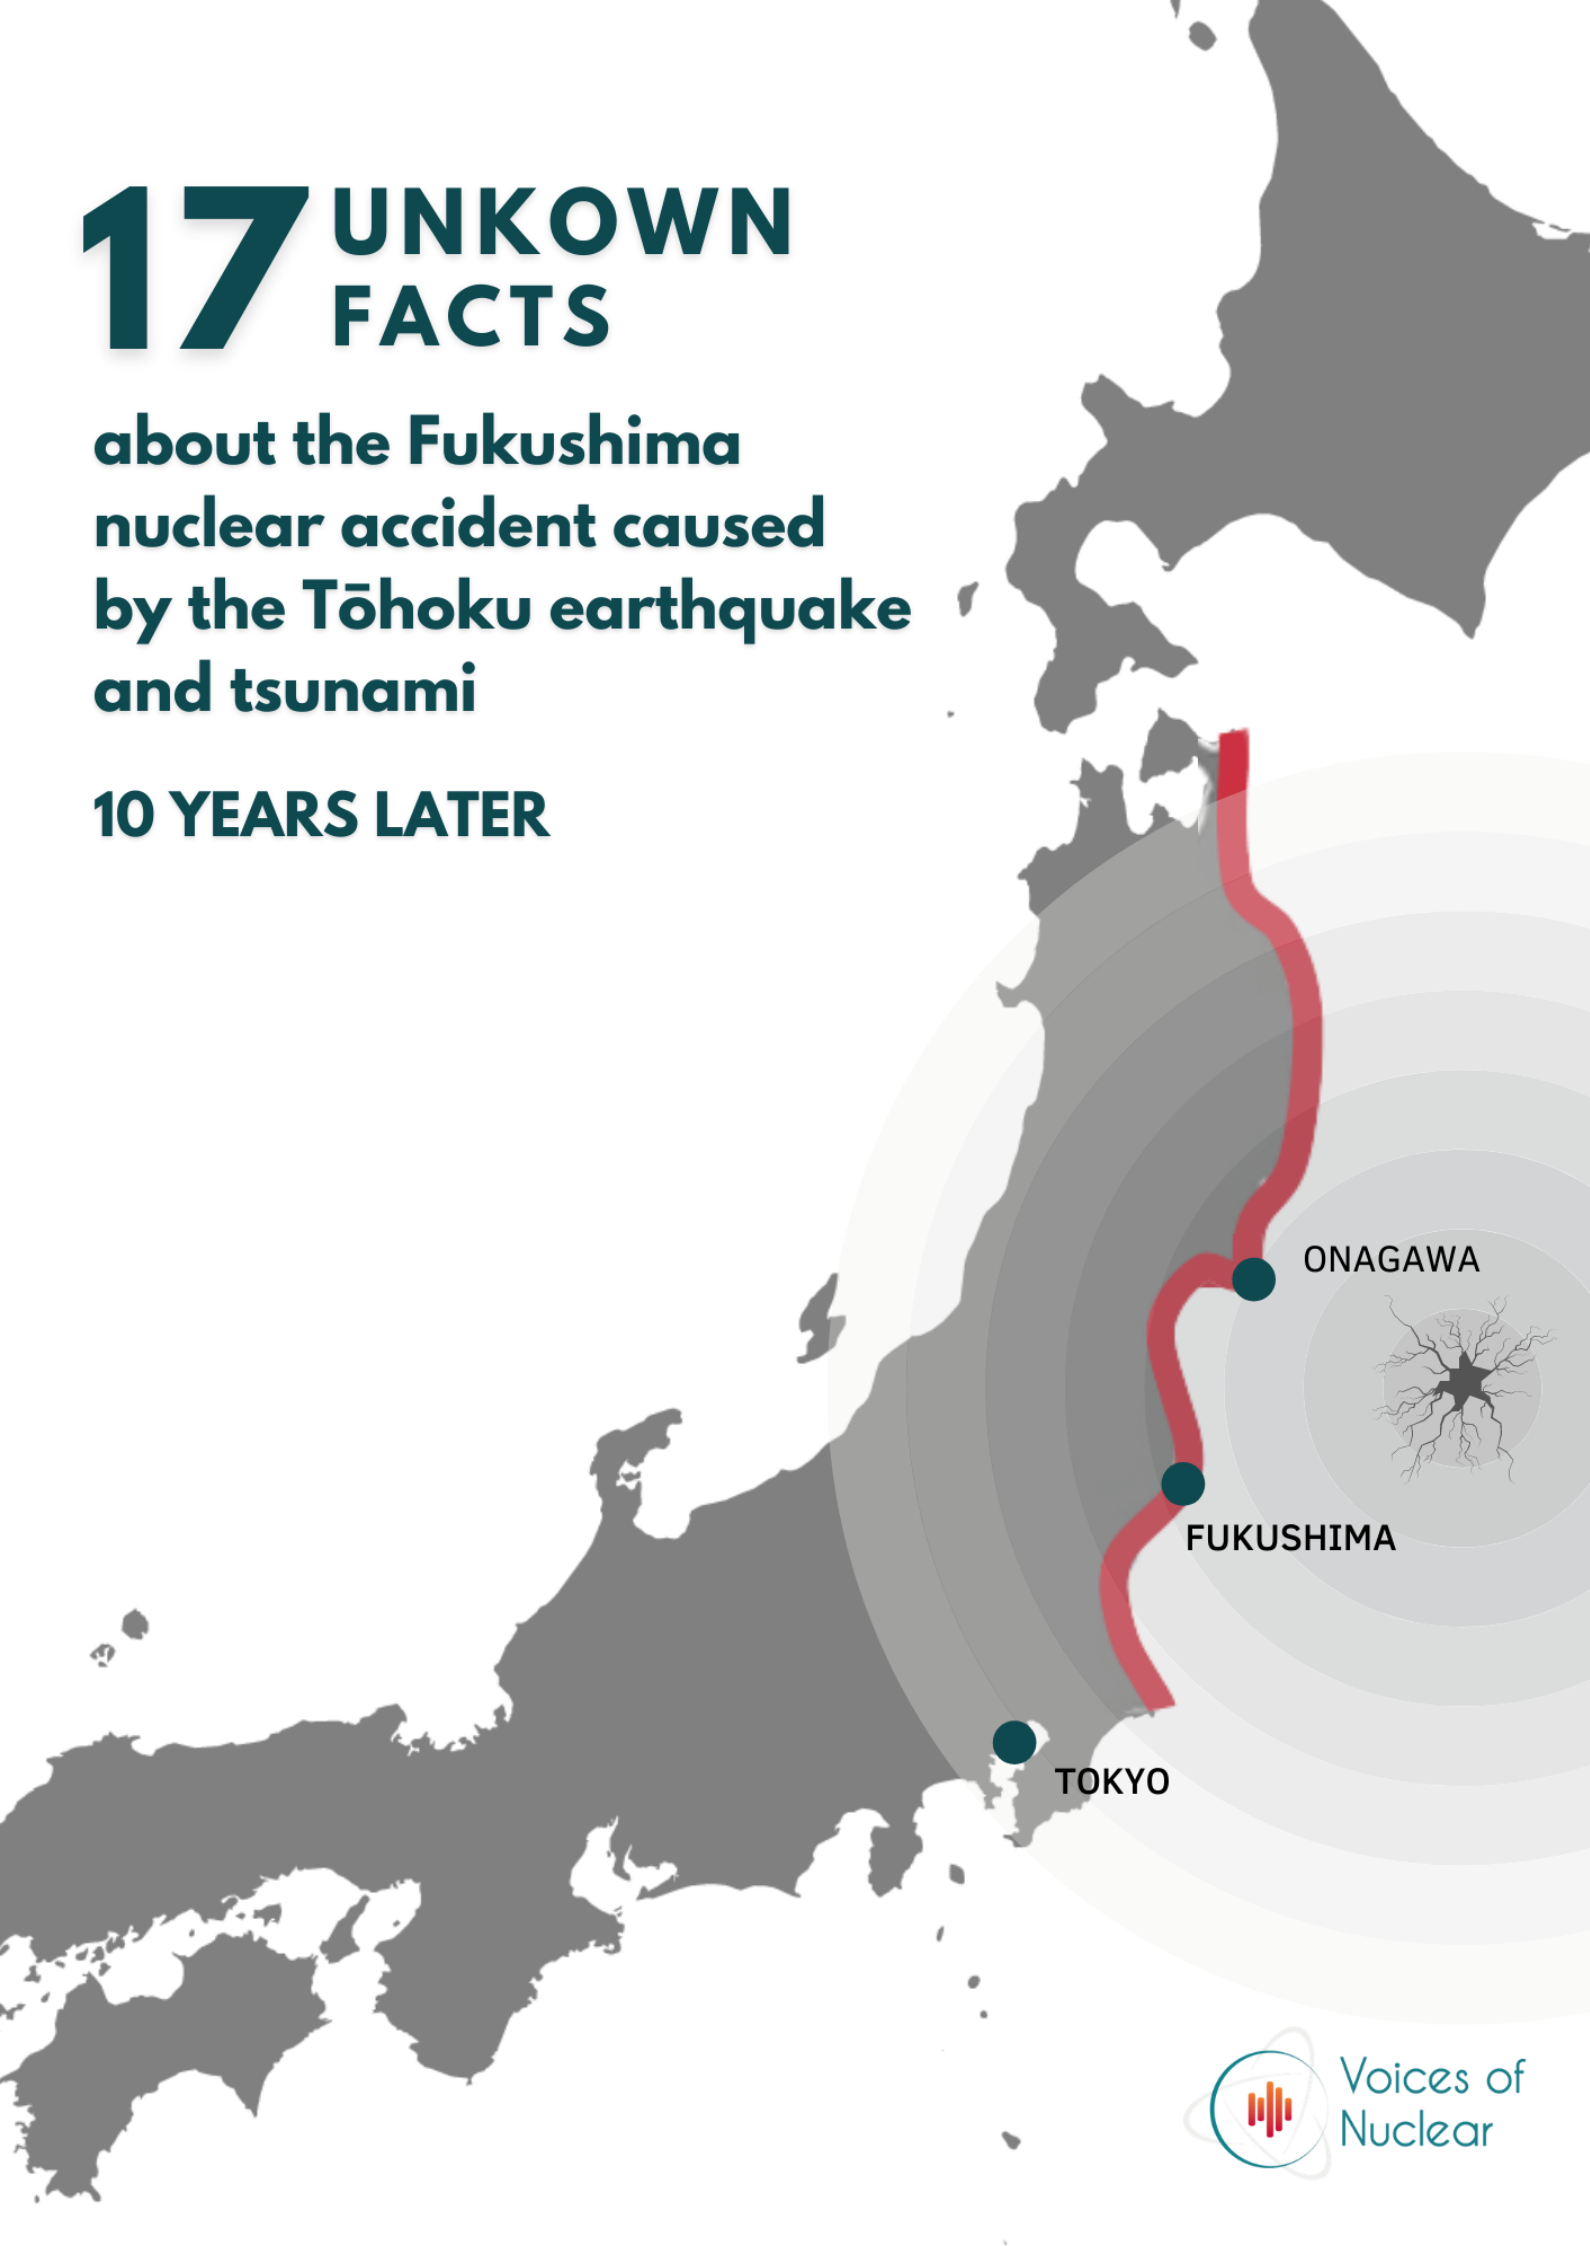 17 UNKOWN
FACTS
about the Fukushima
nuclear accident caused
by the Tōhoku earthquake
and tsunami
10 YEARS LATER
ONAGAWA
FUKUSHIMA
TOKYO
Voices of
Nuclear